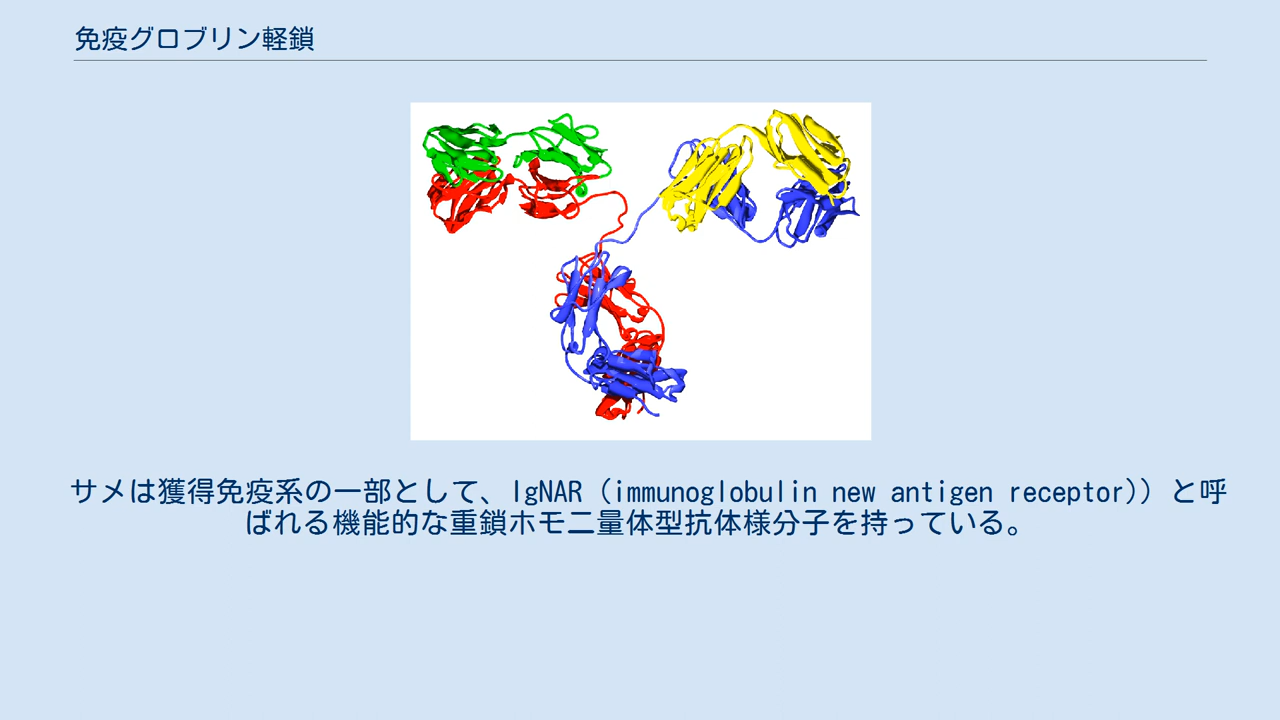 免疫グロブリン軽鎖
サメは獲得免疫系の一部として、IgNAR（immunoglobulin new antigen receptor)）と呼
ばれる機能的な重鎖ホモ二量体型抗体様分子を持っている。